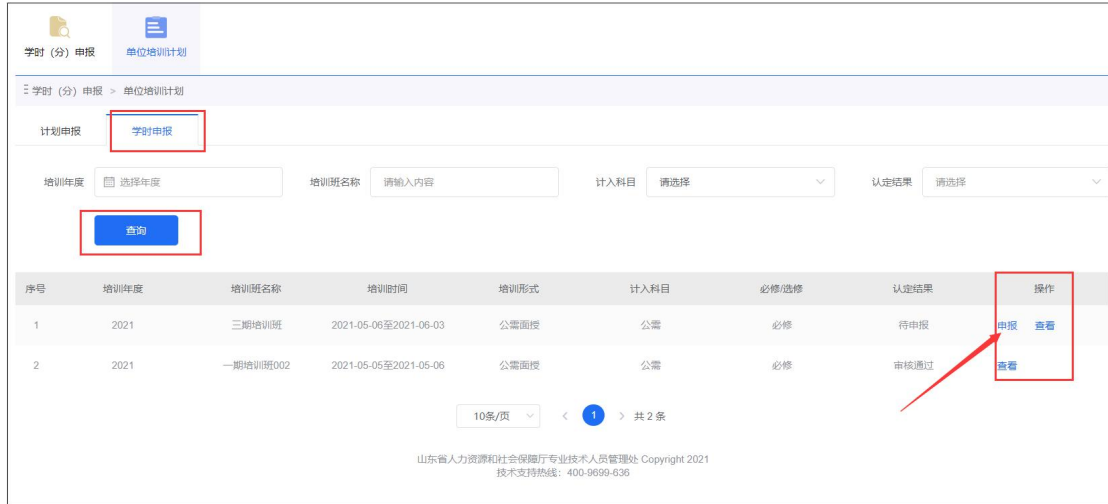 学时（分）申报 单位培训计划
学时（分）申报 > 单位培训计划
计划申报 学时申报
培训年度 选择年度 培训班名称 请输入内容 计入科目 请选择 认定结果 请选择
查询
序号 培训年度 培训班名称 培训时间 培训形式 计入科目 必修/选修 认定结果 操作
1 2021 三期培训班 2021-05-06至2021-06-03 公需面授 公需 必修 待申报 申报 查看
2 2021 一期培训班002 2021-05-05至2021-05-06 公需面授 公需 必修 审核通过 查看
10条/页 < 1 > 共 2 条
山东省人力资源和社会保障厅专业技术人员管理处 Copyright 2021
技术支持热线：400-9699-636